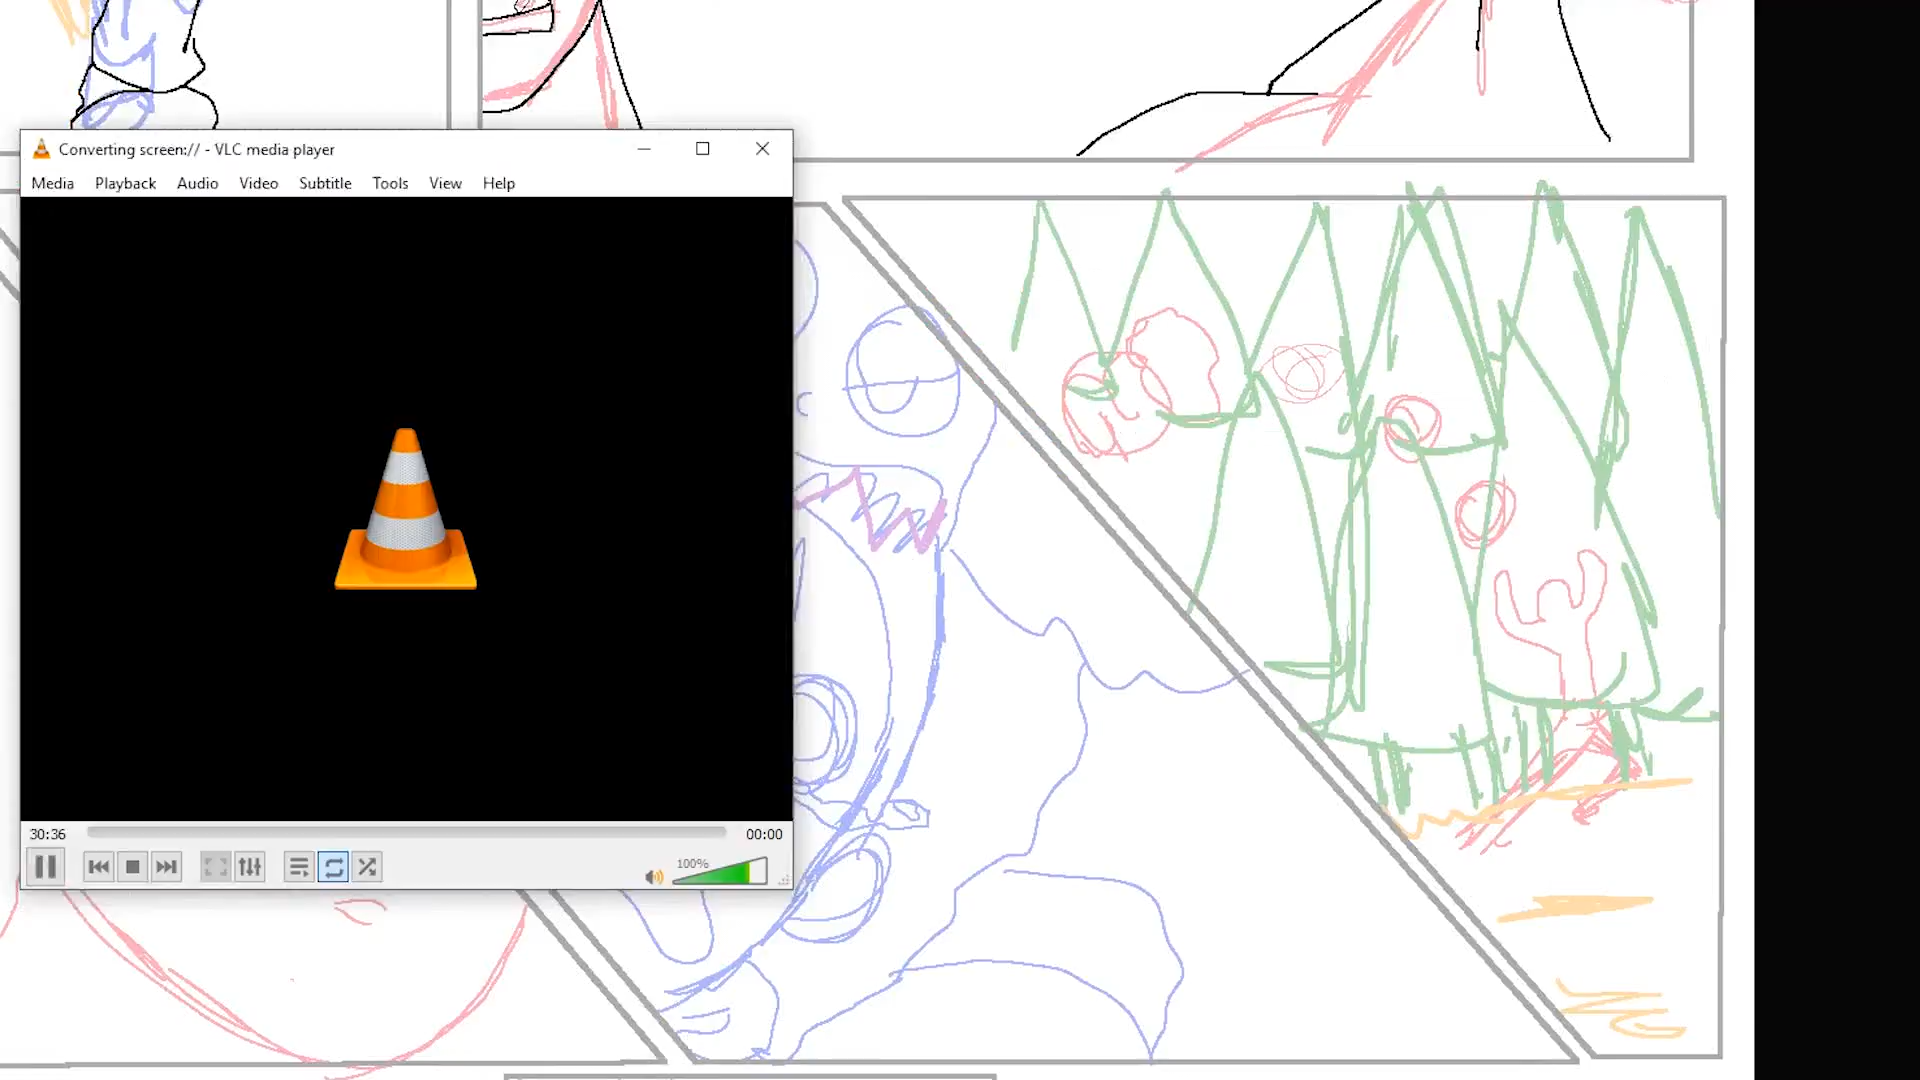 Converting screen:// - VLC media player
Media Playback Audio Video Subtitle Tools View Help
30:36 00:00
100%